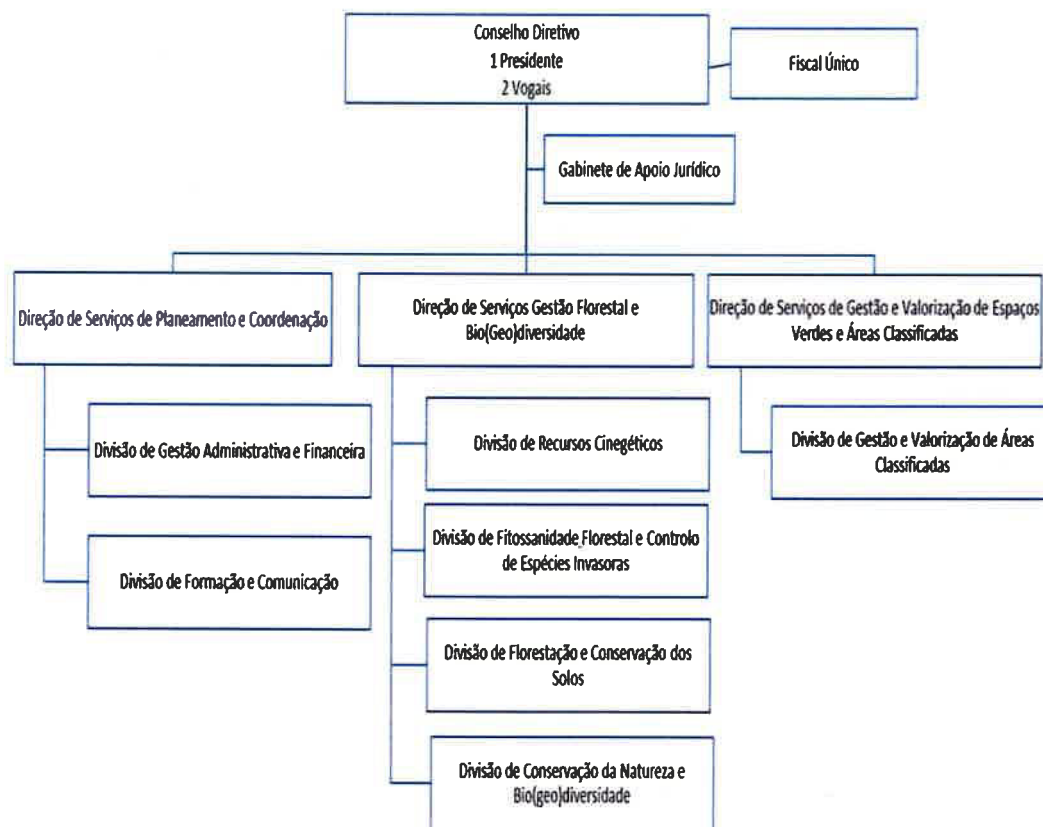 Conselho Diretivo
1 Presidente
2 Vogais
Fiscal Único
Gabinete de Apoio Jurídico
Direção de Serviços de Planeamento e Coordenação
Direção de Serviços Gestão Florestal e
Bio(Geo)diversidade
Direção de Serviços de Gestão e Valorização de Espaços
Verdes e Áreas Classificadas
Divisão de Gestão Administrativa e Financeira
Divisão de Formação e Comunicação
Divisão de Recursos Cinegéticos
Divisão de Fitossanidade_Florestal e Controlo
de Espécies Invasoras
Divisão de Florestação e Conservação dos
Solos
Divisão de Conservação da Natureza e
Bio(geo)diversidade
Divisão de Gestão e Valorização de Áreas
Classificadas